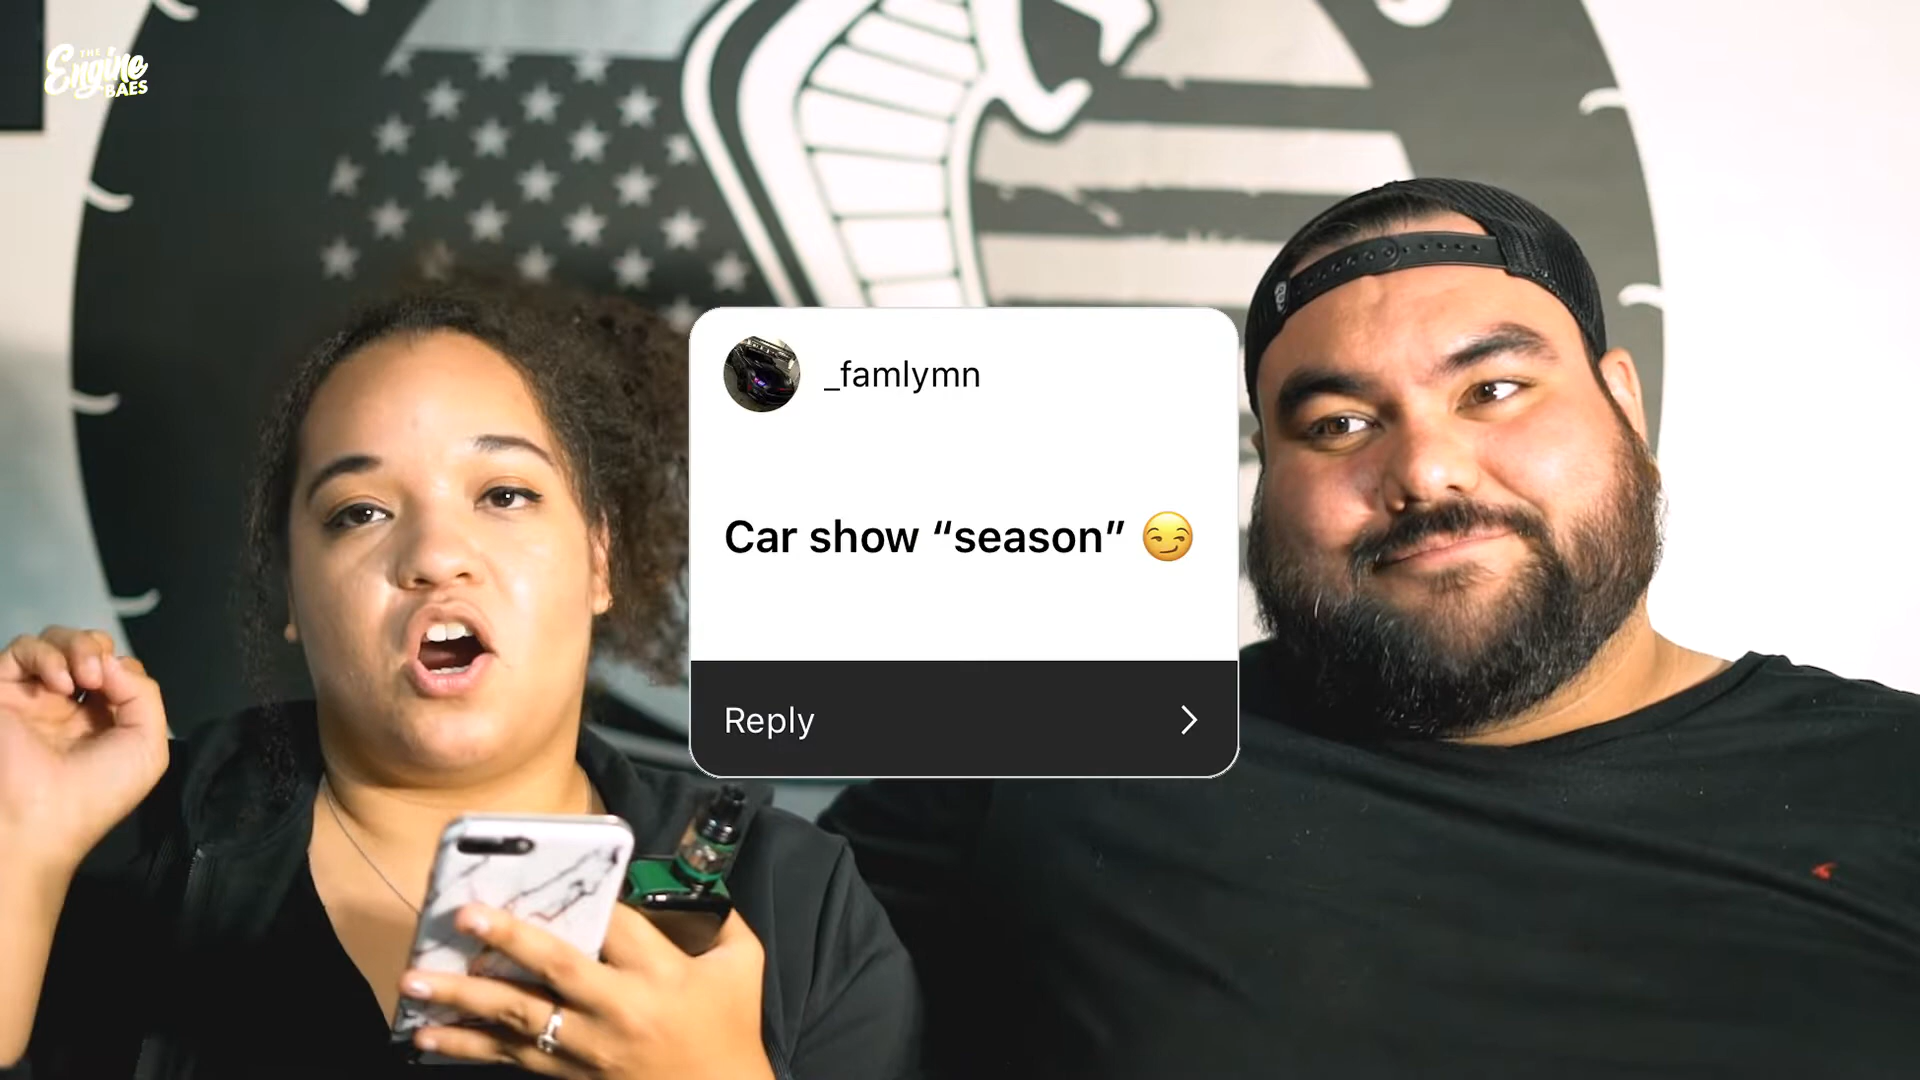 THE
Engine
BAES
_famlymn
Car show “season” 😏
Reply